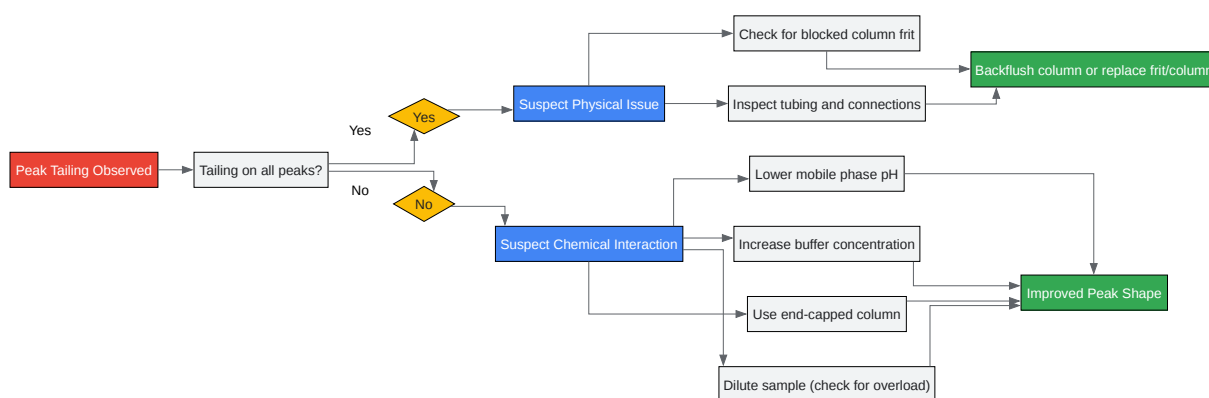 Check for blocked column frit
Backflush column or replace frit/column
Suspect Physical Issue
Inspect tubing and connections
Yes
Yes
Peak Tailing Observed
Tailing on all peaks?
Lower mobile phase pH
No
No
Suspect Chemical Interaction
Increase buffer concentration
Improved Peak Shape
Use end-capped column
Dilute sample (check for overload)